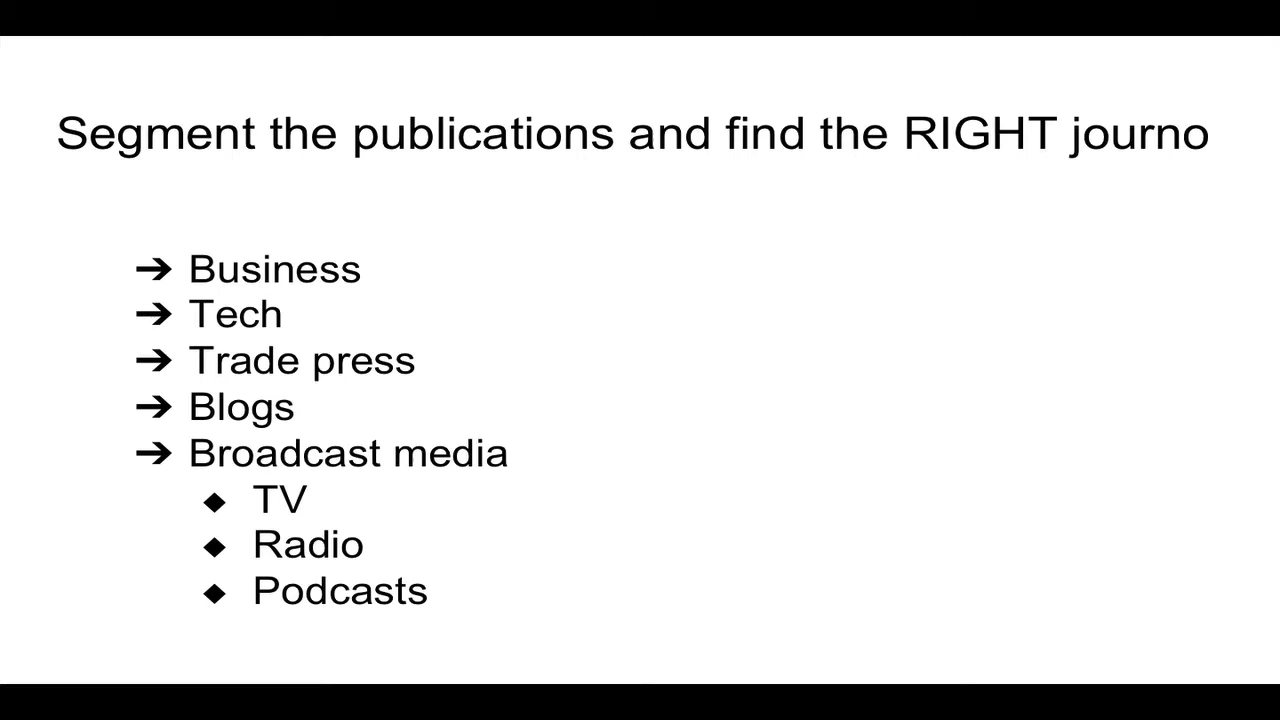 Segment the publications and find the RIGHT journo
➔ Business
➔ Tech
➔ Trade press
➔ Blogs
➔ Broadcast media
◆ TV
◆ Radio
◆ Podcasts